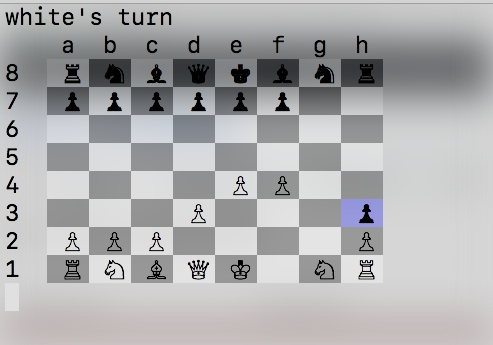 white's turn
a b c d e f g h
8 ♜ ♞ ♝ ♛ ♚ ♝ ♞ ♜
7 ♟ ♟ ♟ ♟ ♟ ♟
6
5
4 ♙ ♙
3 ♙ ♟
2 ♙ ♙ ♙ ♙
1 ♖ ♘ ♗ ♕ ♔ ♘ ♖